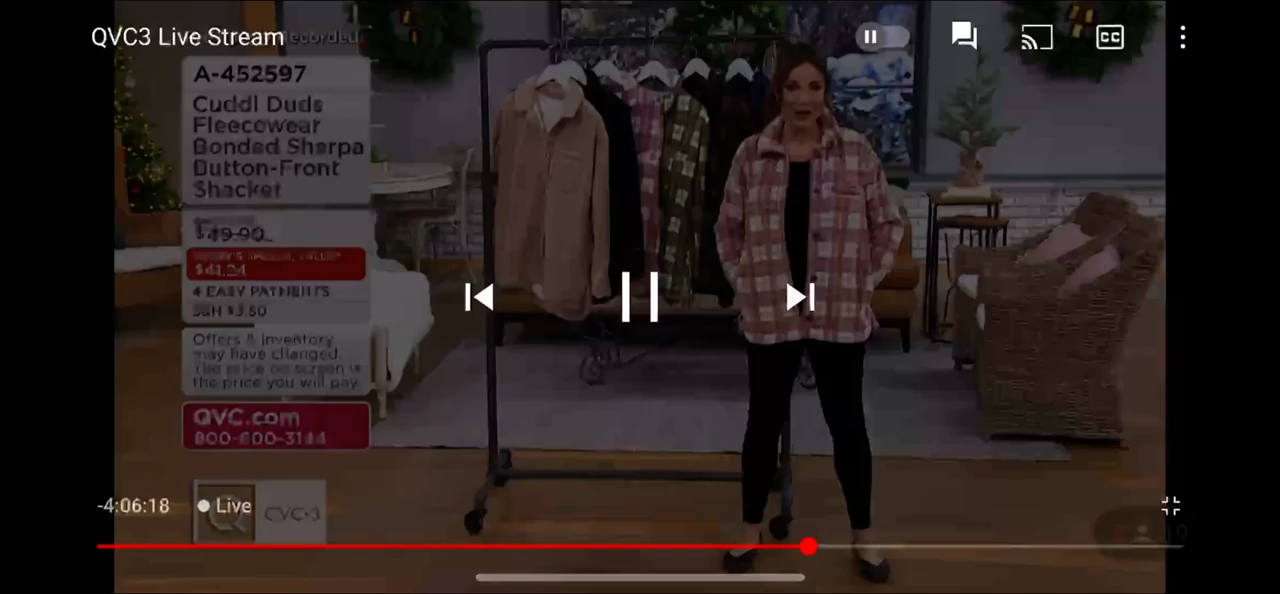 QVC3 Live Stream
Recorded
CC
A-452597
Cuddl Duds
Fleecewear
Bonded Sherpa
Button-Front
Shacket
$49.90
$41.24
4 EASY PAYMENTS
S&H $3.50
Offers & Inventory
may have changed.
The price on screen is
the price you will pay.
QVC.com
800-600-3144
-4:06:18
Live